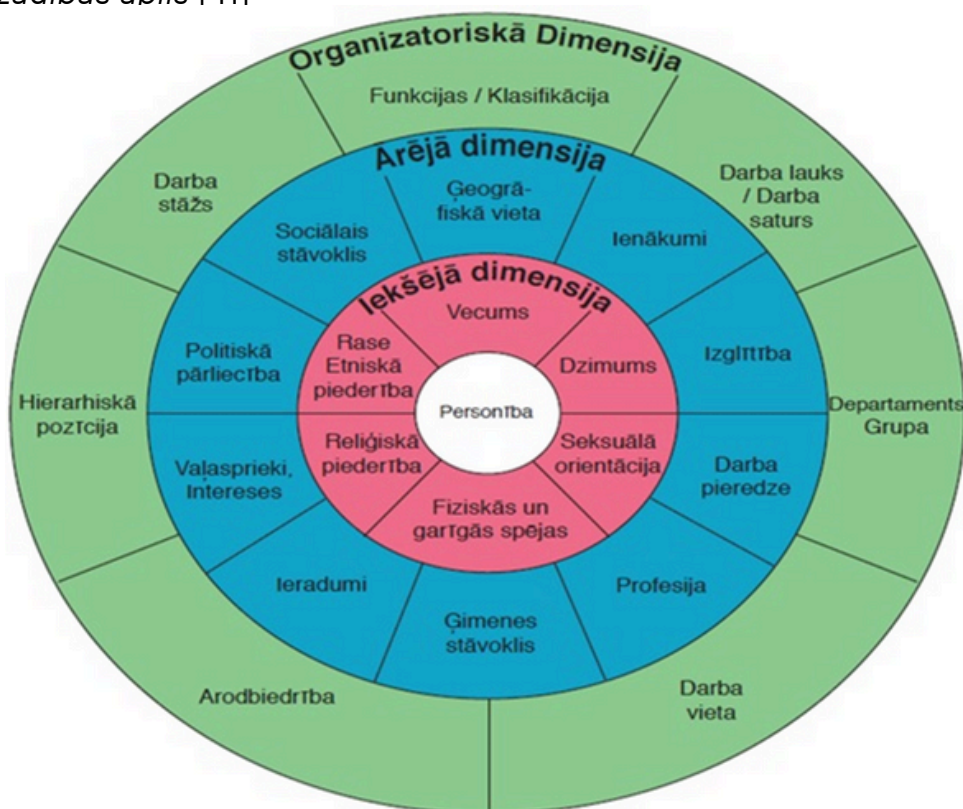 Organizatoriskā Dimensija
Funkcijas / Klasifikācija
Darba
stāžs
Darba lauks
/ Darba
saturs
Hierarhiskā
pozīcija
Departaments
Grupa
Arodbiedrība
Darba
vieta
Ārējā dimensija
Ģeogrā-
fiskā vieta
Sociālais
stāvoklis
Ienākumi
Politiskā
pārliecība
Izglītība
Vaļasprieki,
Intereses
Darba
pieredze
Ieradumi
Profesija
Ģimenes
stāvoklis
Iekšējā dimensija
Vecums
Rase
Etniskā
piederība
Dzimums
Reliģiskā
piederība
Seksuālā
orientācija
Fiziskās un
garīgās spējas
Personība